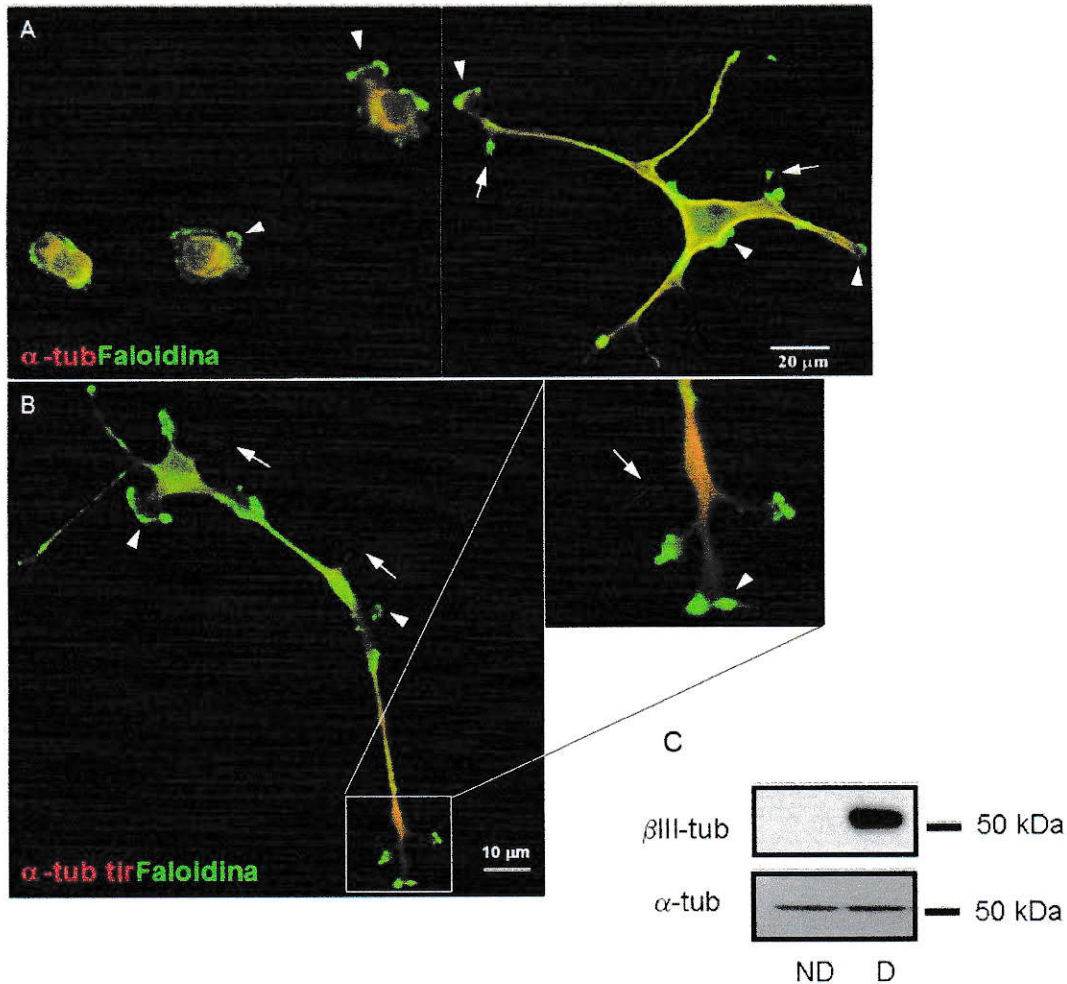 A
α-tubFaloidina
20 µm
B
α-tub tirFaloidina
10 µm
C
βIII-tub
50 kDa
α-tub
50 kDa
ND
D